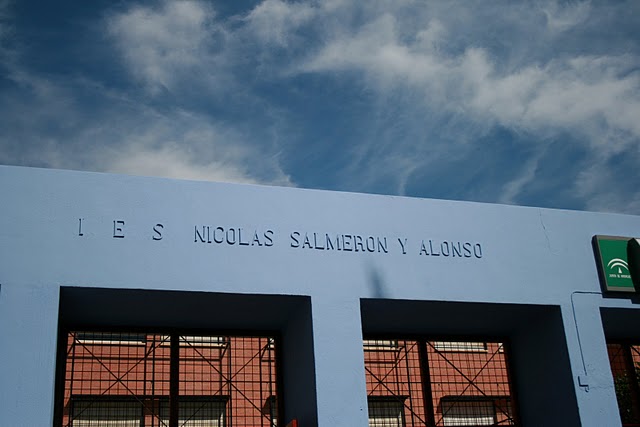 I E S NICOLAS SALMERON Y ALONSO